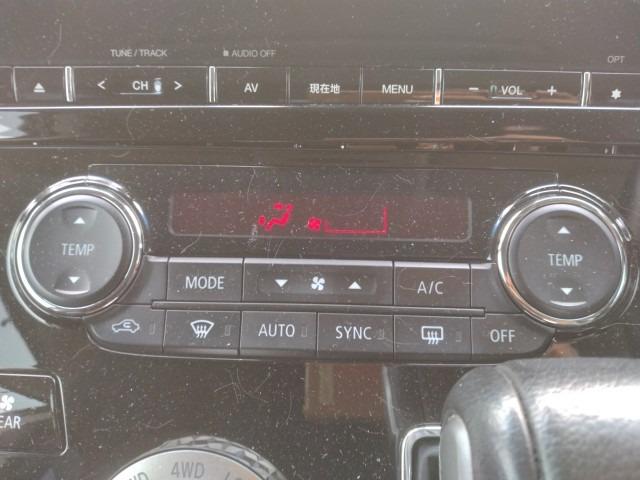 TUNE / TRACK
AUDIO OFF
OPT
< CH >
AV
現在地
MENU
- VOL +
TEMP
TEMP
MODE
A/C
AUTO
SYNC
OFF
4WD